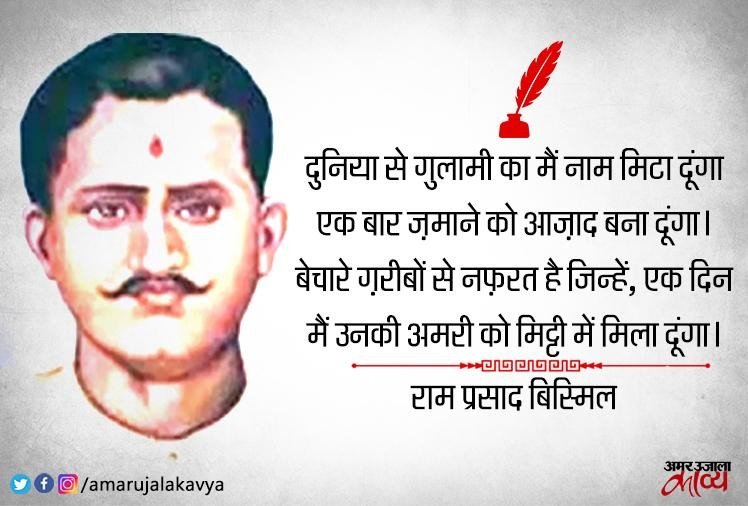 दुनिया से गुलामी का मैं नाम मिटा दूंगा
एक बार ज़माने को आज़ाद बना दूंगा।
बेचारे ग़रीबों से नफ़रत है जिन्हें, एक दिन
मैं उनकी अमरी को मिट्टी में मिला दूंगा।
राम प्रसाद बिस्मिल
/amarujalakavya
अमर उजाला
काव्य